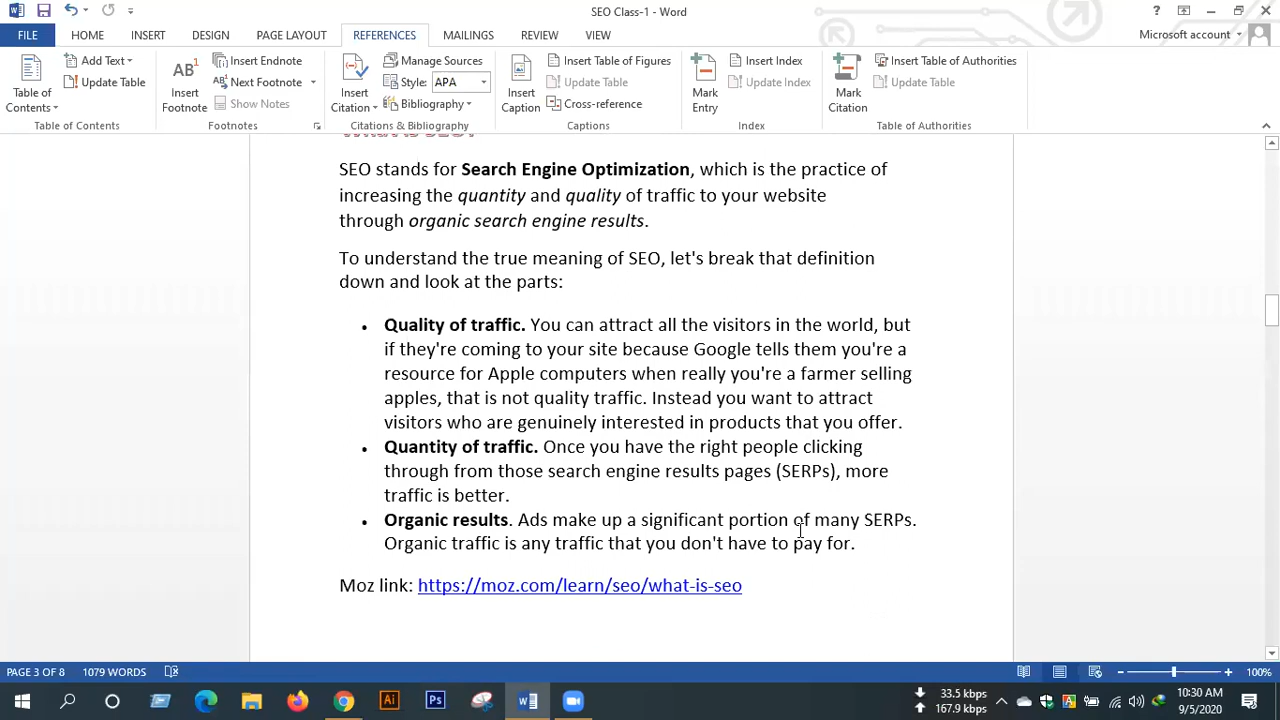 SEO Class-1 - Word
Microsoft account
FILE HOME INSERT DESIGN PAGE LAYOUT REFERENCES MAILINGS REVIEW VIEW
Table of Contents
Add Text
Update Table
Table of Contents
AB1
Insert Footnote
Insert Endnote
Next Footnote
Show Notes
Footnotes
Insert Citation
Manage Sources
Style: APA
Bibliography
Citations & Bibliography
Insert Caption
Insert Table of Figures
Update Table
Cross-reference
Captions
Mark Entry
Insert Index
Update Index
Index
Mark Citation
Insert Table of Authorities
Update Table
Table of Authorities
What is SEO?
SEO stands for Search Engine Optimization, which is the practice of
increasing the quantity and quality of traffic to your website
through organic search engine results.
To understand the true meaning of SEO, let's break that definition
down and look at the parts:
• Quality of traffic. You can attract all the visitors in the world, but
if they're coming to your site because Google tells them you're a
resource for Apple computers when really you're a farmer selling
apples, that is not quality traffic. Instead you want to attract
visitors who are genuinely interested in products that you offer.
• Quantity of traffic. Once you have the right people clicking
through from those search engine results pages (SERPs), more
traffic is better.
• Organic results. Ads make up a significant portion of many SERPs.
Organic traffic is any traffic that you don't have to pay for.
Moz link: https://moz.com/learn/seo/what-is-seo
PAGE 3 OF 8 1079 WORDS
100%
33.5 kbps
167.9 kbps
10:30 AM
9/5/2020